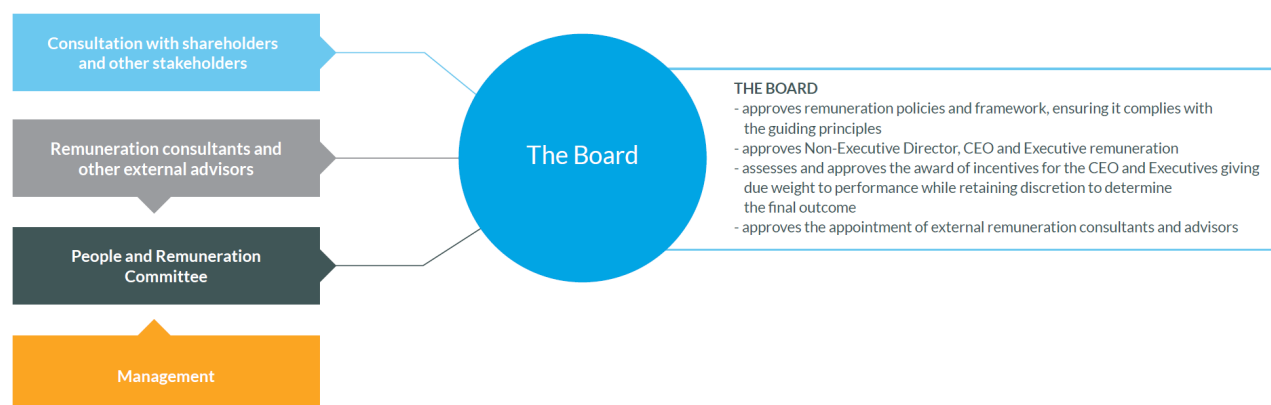 Consultation with shareholders
and other stakeholders
Remuneration consultants and
other external advisors
People and Remuneration
Committee
Management
The Board
THE BOARD
- approves remuneration policies and framework, ensuring it complies with
the guiding principles
- approves Non-Executive Director, CEO and Executive remuneration
- assesses and approves the award of incentives for the CEO and Executives giving
due weight to performance while retaining discretion to determine
the final outcome
- approves the appointment of external remuneration consultants and advisors